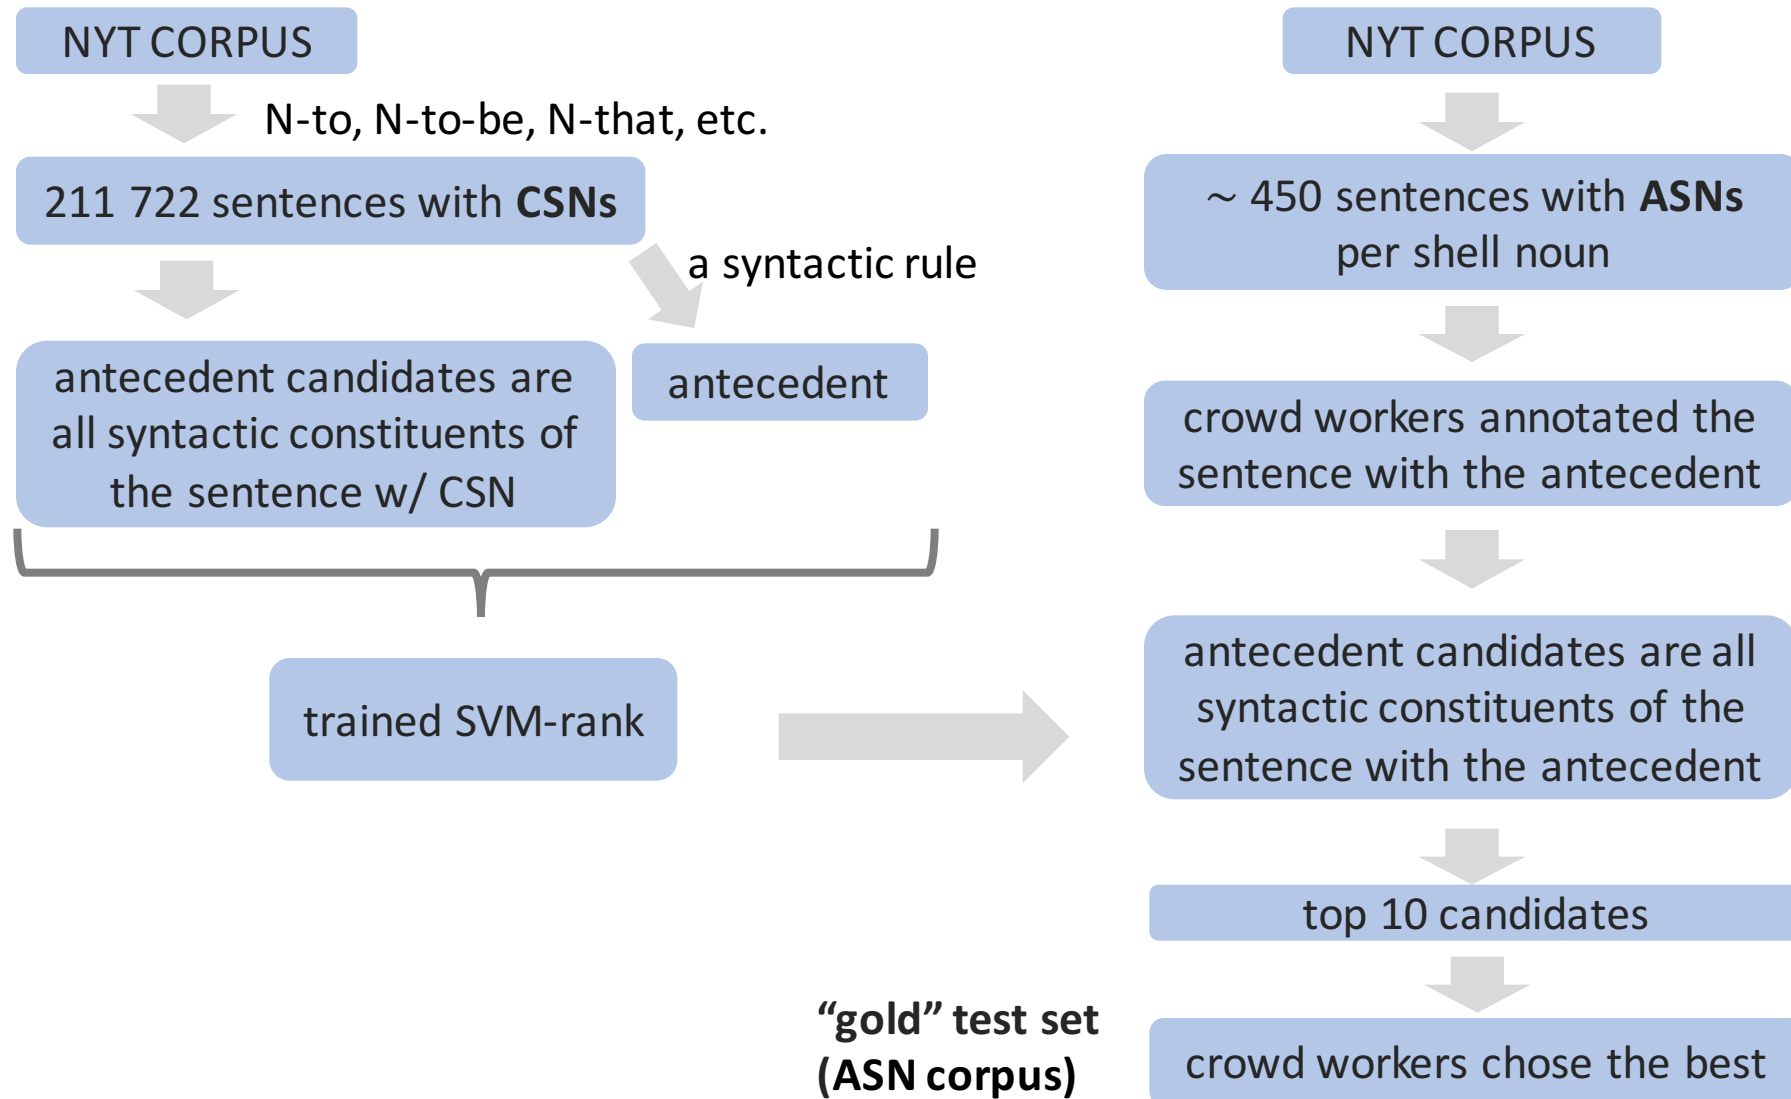 NYT CORPUS
N-to, N-to-be, N-that, etc.
211 722 sentences with CSNs
a syntactic rule
antecedent candidates are
all syntactic constituents of
the sentence w/ CSN
antecedent
trained SVM-rank
NYT CORPUS
~ 450 sentences with ASNs
per shell noun
crowd workers annotated the
sentence with the antecedent
antecedent candidates are all
syntactic constituents of the
sentence with the antecedent
top 10 candidates
“gold” test set
(ASN corpus)
crowd workers chose the best